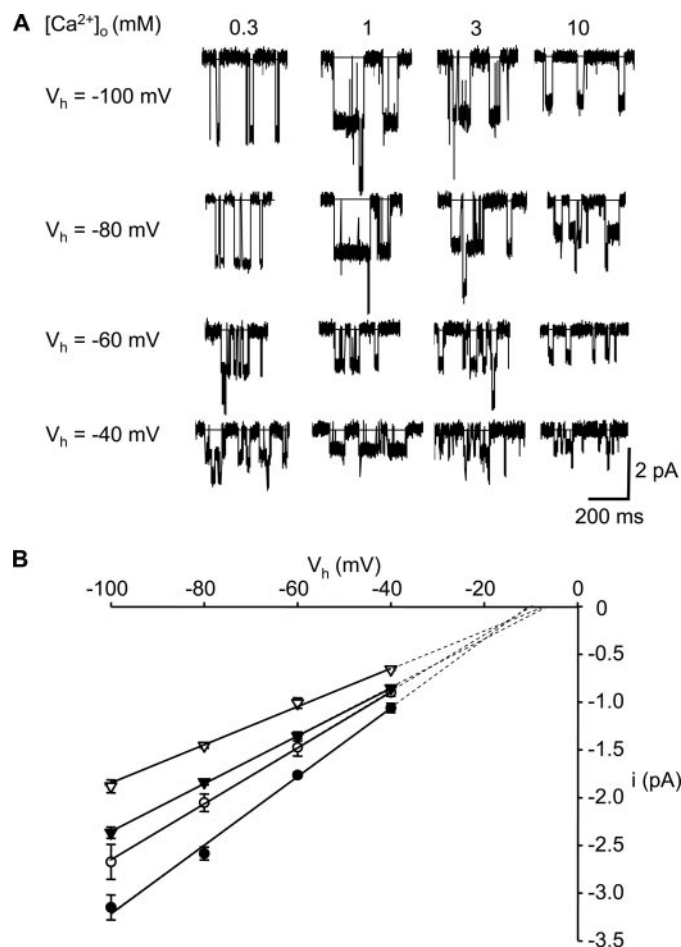 A [Ca²⁺]ₒ (mM) 0.3 1 3 10
Vₕ = -100 mV
Vₕ = -80 mV
Vₕ = -60 mV
Vₕ = -40 mV
2 pA
200 ms
B
Vₕ (mV)
-100 -80 -60 -40 -20 0
0
-0.5
-1.0
-1.5
i (pA)
-2.0
-2.5
-3.0
-3.5